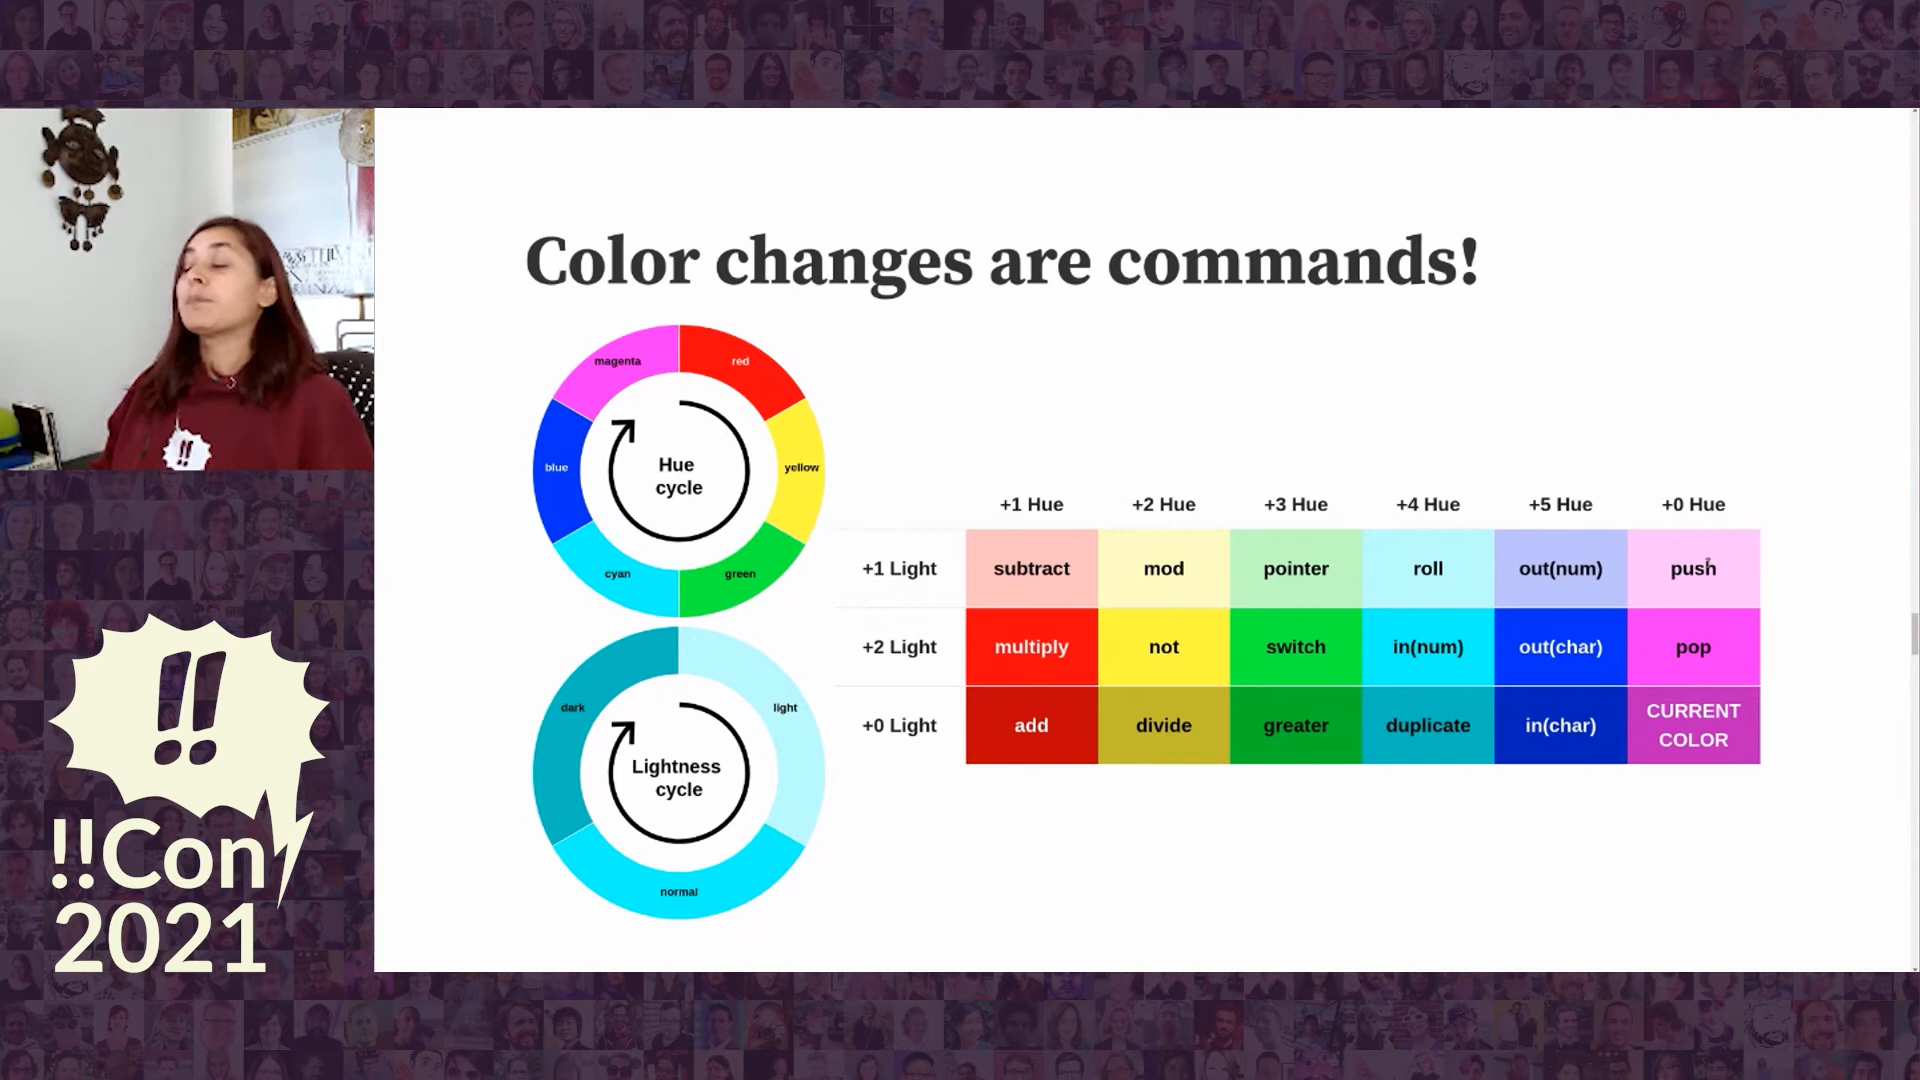 Color changes are commands!
magenta
red
blue
Hue
cycle
yellow
cyan
green
dark
light
Lightness
cycle
normal
+1 Hue +2 Hue +3 Hue +4 Hue +5 Hue +0 Hue
+1 Light subtract mod pointer roll out(num) push
+2 Light multiply not switch in(num) out(char) pop
+0 Light add divide greater duplicate in(char) CURRENT
COLOR
!!
!!
!!Con
2021